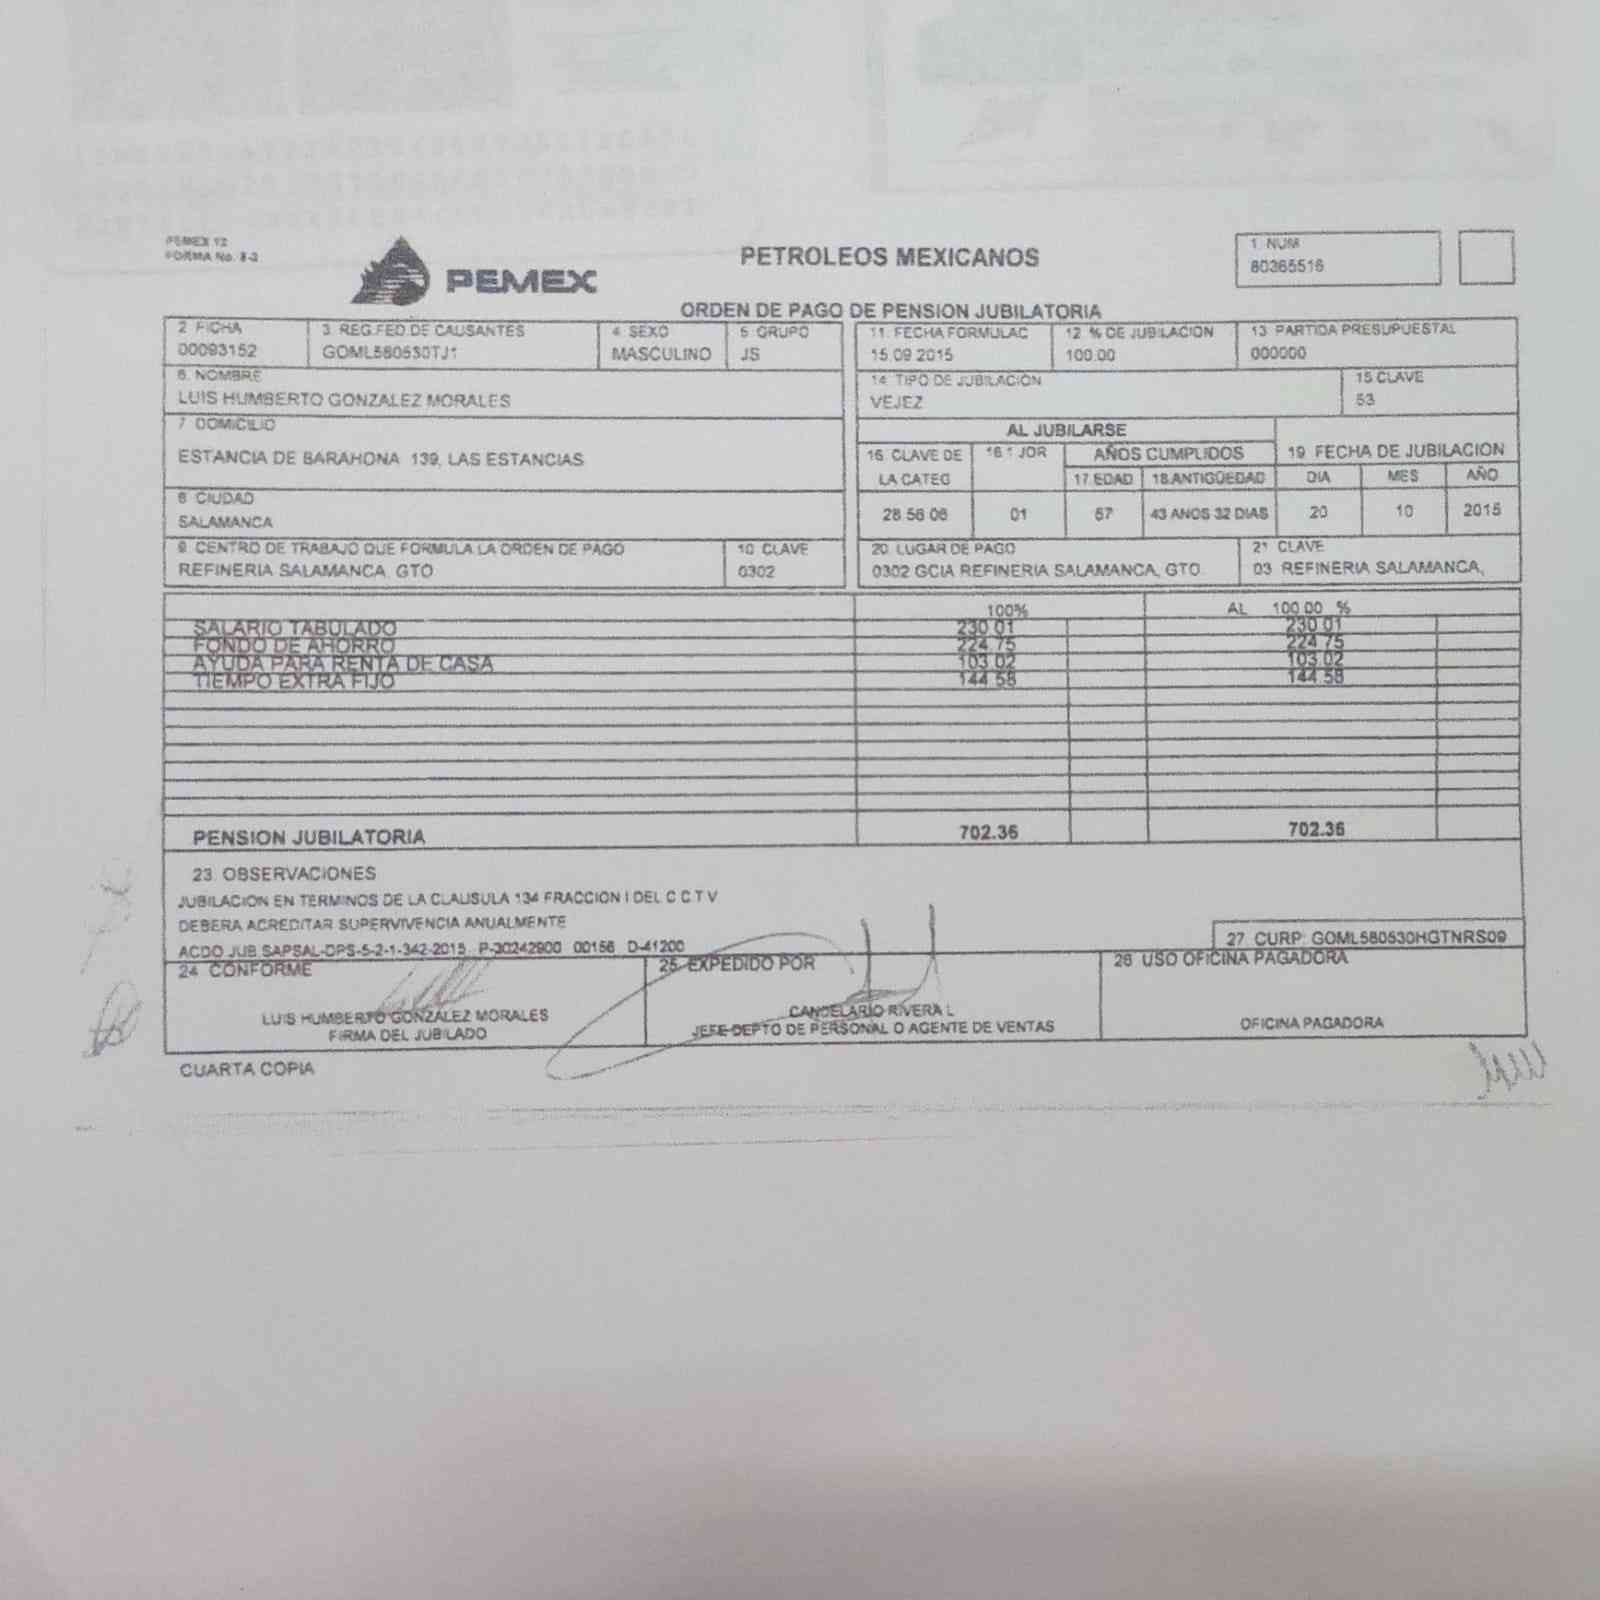 PEMEX 12
FORMA No. 8-2
PEMEX
PETROLEOS MEXICANOS
ORDEN DE PAGO DE PENSION JUBILATORIA
1. NUM
80365516
2 FICHA
00093152
3. REG.FED DE CAUSANTES
GOML580530TJ1
4. SEXO
MASCULINO
5. GRUPO
JS
11. FECHA FORMULAC
15.09.2015
12 % DE JUBILACION
100.00
13 PARTIDA PRESUPUESTAL
000000
6. NOMBRE
LUIS HUMBERTO GONZALEZ MORALES
14. TIPO DE JUBILACION
VEJEZ
15.CLAVE
53
7 DOMICILIO
ESTANCIA DE BARAHONA 139, LAS ESTANCIAS
AL JUBILARSE
16. CLAVE DE
LA CATEG
28.56.06
16.1 JOR
01
AÑOS CUMPLIDOS
17.EDAD
57
18.ANTIGÜEDAD
43 ANOS 32 DIAS
19 FECHA DE JUBILACION
DIA MES AÑO
20 10 2015
8 CIUDAD
SALAMANCA
9. CENTRO DE TRABAJO QUE FORMULA LA ORDEN DE PAGO
REFINERIA SALAMANCA, GTO
10. CLAVE
0302
20. LUGAR DE PAGO
0302 GCIA REFINERIA SALAMANCA, GTO
21 CLAVE
03 REFINERIA SALAMANCA,
100% AL 100.00 %
SALARIO TABULADO 230.01 230.01
FONDO DE AHORRO 224.75 224.75
AYUDA PARA RENTA DE CASA 103.02 103.02
TIEMPO EXTRA FIJO 144.58 144.58
PENSION JUBILATORIA 702.36 702.36
23. OBSERVACIONES
JUBILACION EN TERMINOS DE LA CLAUSULA 134 FRACCION I DEL C C T V
DEBERA ACREDITAR SUPERVIVENCIA ANUALMENTE
ACDO JUB SAPSAL-DPS-5-2-1-342-2015 P-30242900 00156 D-41200
27. CURP: GOML580530HGTNRS09
24 CONFORME
LUIS HUMBERTO GONZALEZ MORALES
FIRMA DEL JUBILADO
25. EXPEDIDO POR
CANDELARIO RIVERA L
JEFE DEPTO DE PERSONAL O AGENTE DE VENTAS
26 USO OFICINA PAGADORA
OFICINA PAGADORA
CUARTA COPIA